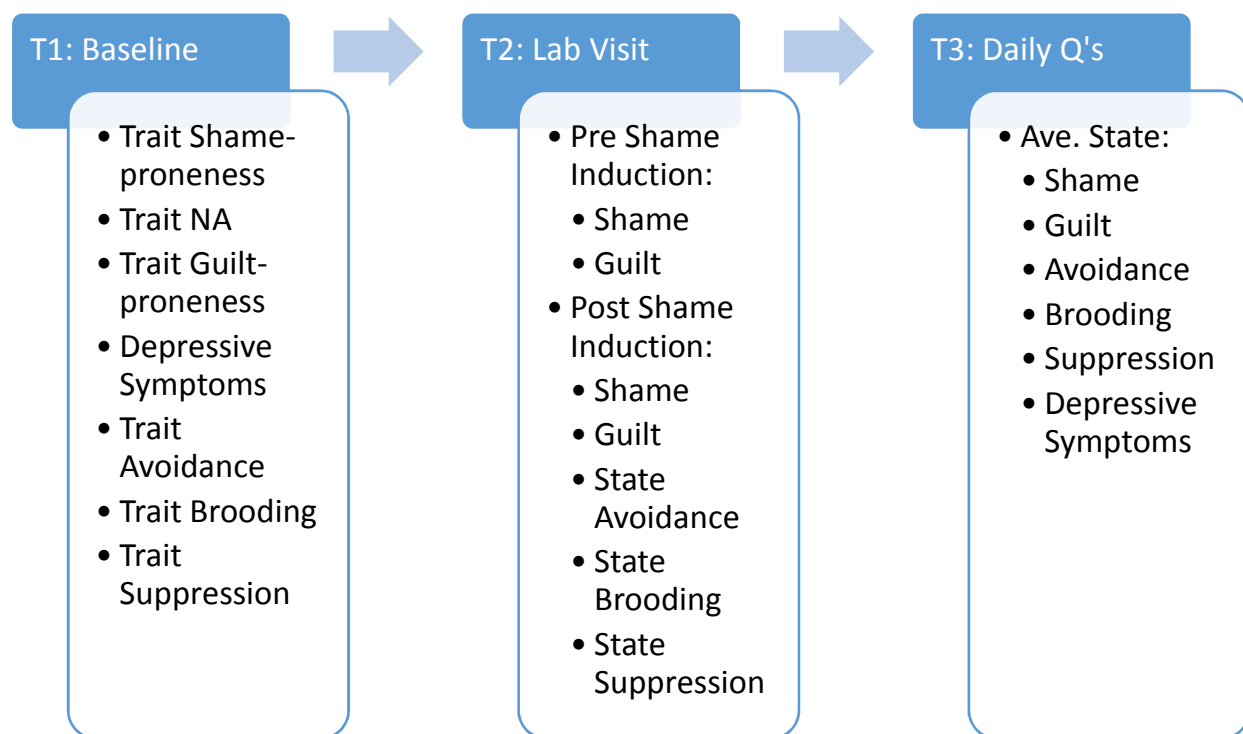 T1: Baseline
• Trait Shame-
proneness
• Trait NA
• Trait Guilt-
proneness
• Depressive
Symptoms
• Trait
Avoidance
• Trait Brooding
• Trait
Suppression
T2: Lab Visit
• Pre Shame
Induction:
• Shame
• Guilt
• Post Shame
Induction:
• Shame
• Guilt
• State
Avoidance
• State
Brooding
• State
Suppression
T3: Daily Q's
• Ave. State:
• Shame
• Guilt
• Avoidance
• Brooding
• Suppression
• Depressive
Symptoms